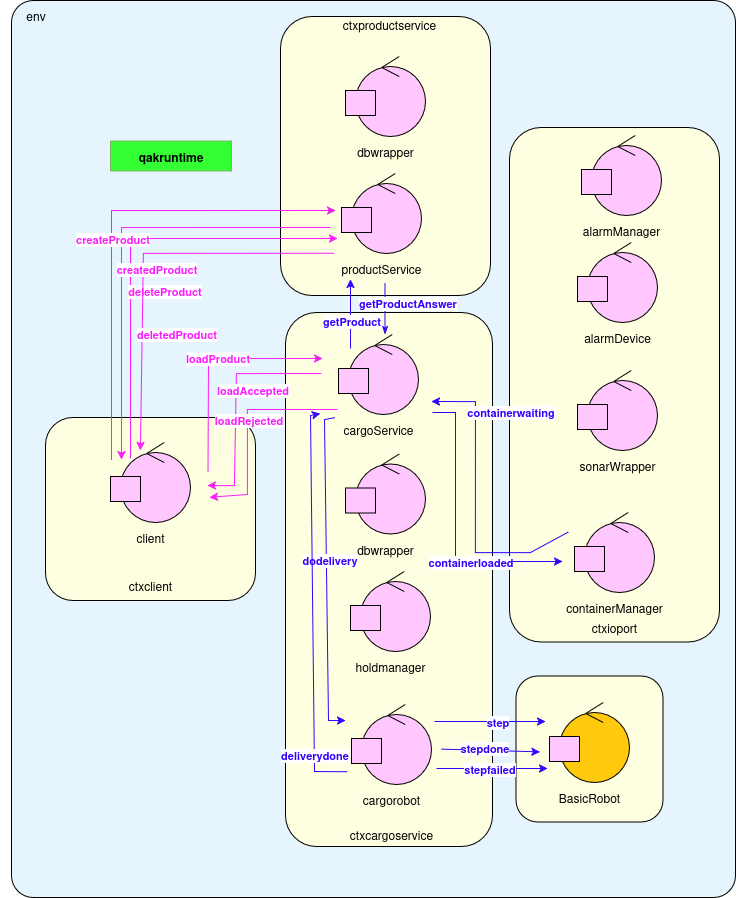 env
ctxproductservice
dbwrapper
qakruntime
productService
createProduct
createdProduct
deleteProduct
deletedProduct
getProductAnswer
getProduct
loadProduct
loadAccepted
loadRejected
cargoService
client
ctxclient
dbwrapper
dodelivery
holdmanager
deliverydone
cargorobot
ctxcargoservice
alarmManager
alarmDevice
containerwaiting
sonarWrapper
containerloaded
containerManager
ctxioport
step
stepdone
stepfailed
BasicRobot